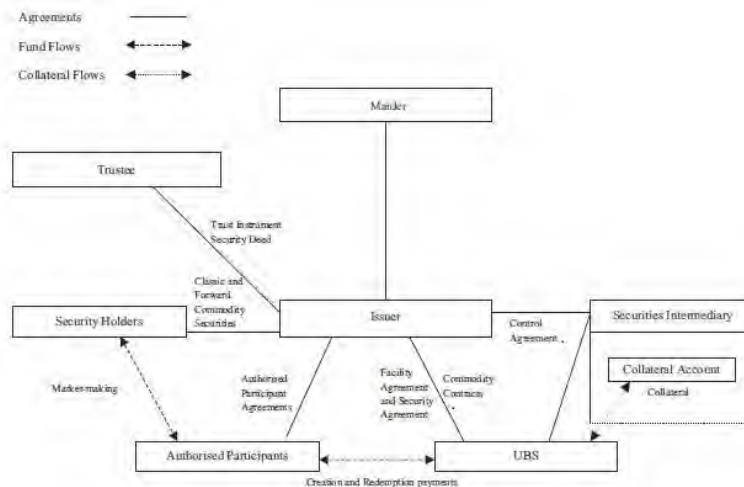 Agreements
Fund Flows
Collateral Flows
Maider
Trustee
Trust Instrument
Security Deed
Classic and
Forward
Commodity
Securities
Security Holders
Issuer
Control
Agreement
Securities Intermediary
Collateral Account
Collateral
Market-making
Authorised
Participant
Agreements
Facility
Agreement
and Security
Agreement
Commodity
Contracts
Authorised Participants
UBS
Creation and Redemption payments